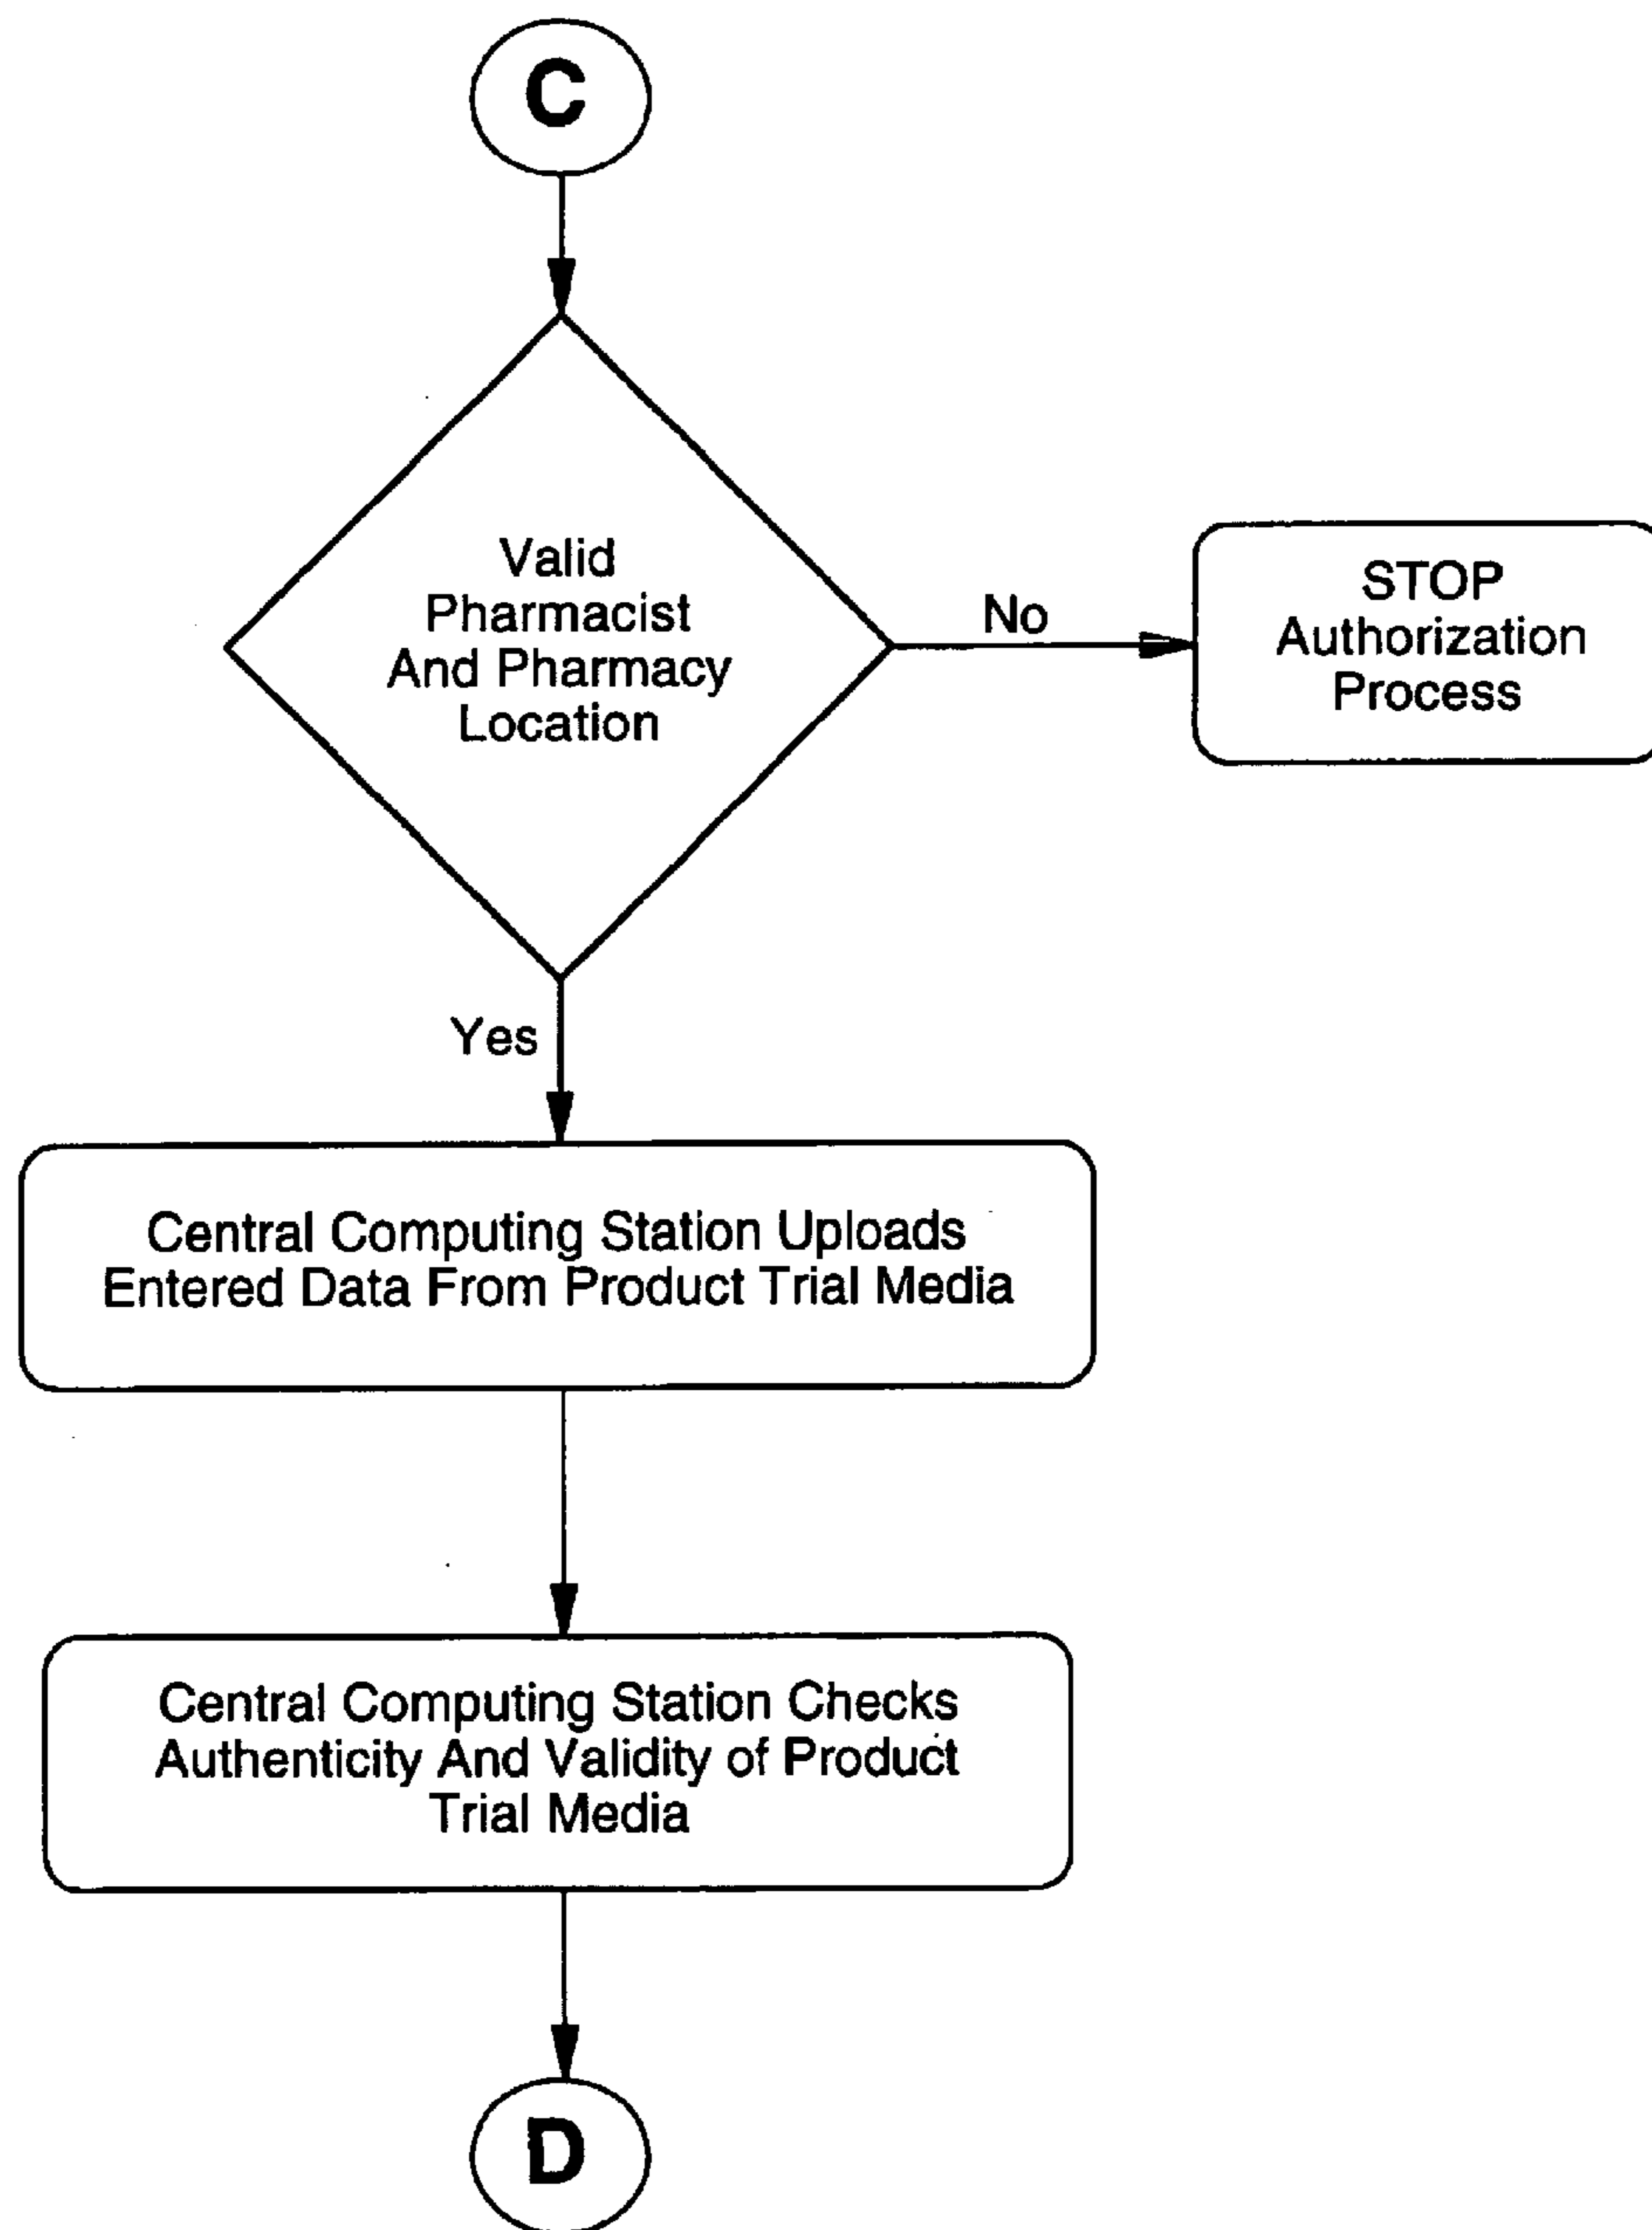 C
Valid
Pharmacist
And Pharmacy
Location
No
STOP
Authorization
Process
Yes
Central Computing Station Uploads
Entered Data From Product Trial Media
Central Computing Station Checks
Authenticity And Validity of Product
Trial Media
D